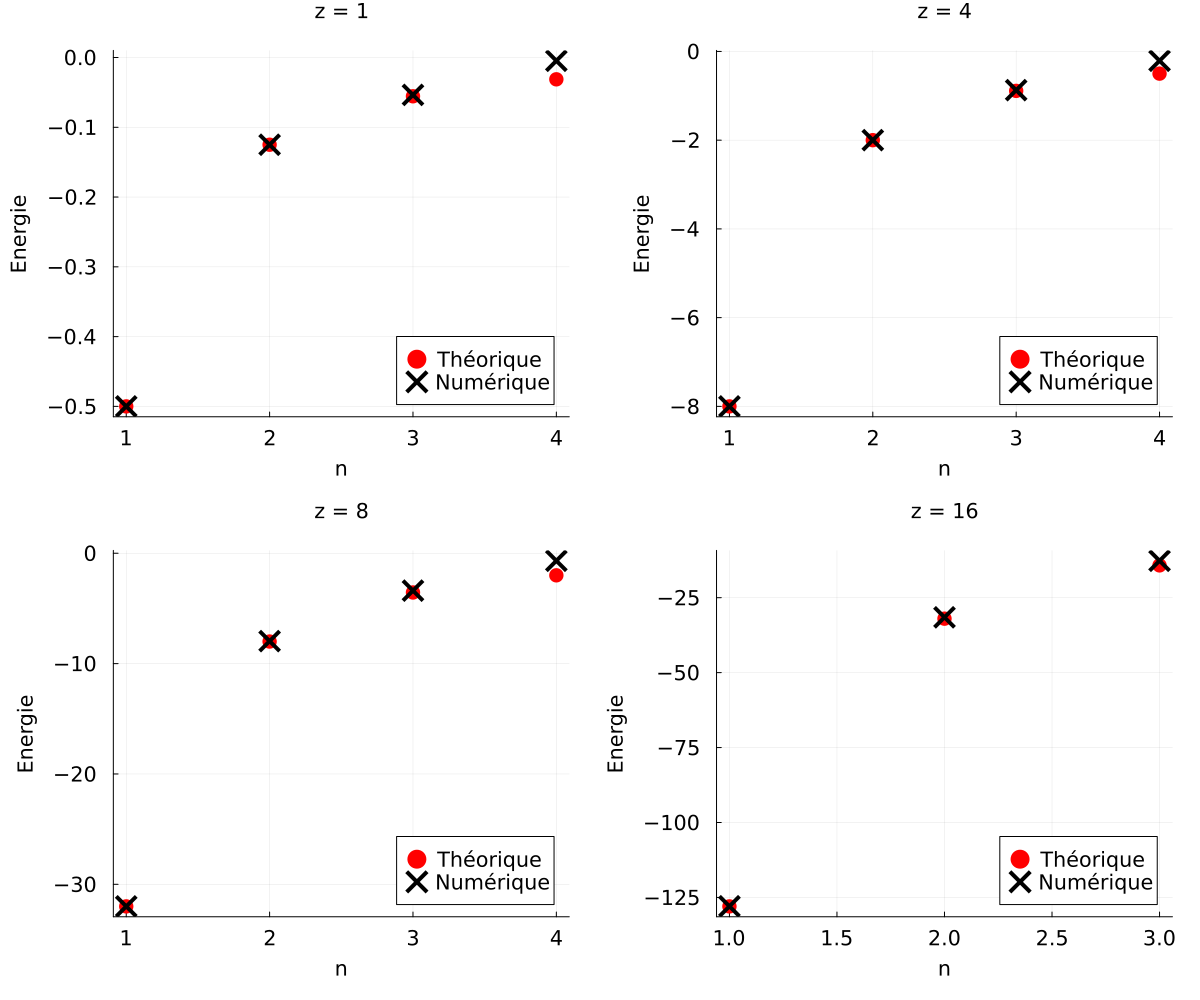 z = 1
0.0
−0.1
−0.2
−0.3
−0.4
−0.5
Energie
Théorique
Numérique
1 2 3 4
n
z = 4
0
−2
−4
−6
−8
Energie
Théorique
Numérique
1 2 3 4
n
z = 8
0
−10
−20
−30
Energie
Théorique
Numérique
1 2 3 4
n
z = 16
−25
−50
−75
−100
−125
Energie
Théorique
Numérique
1.0 1.5 2.0 2.5 3.0
n